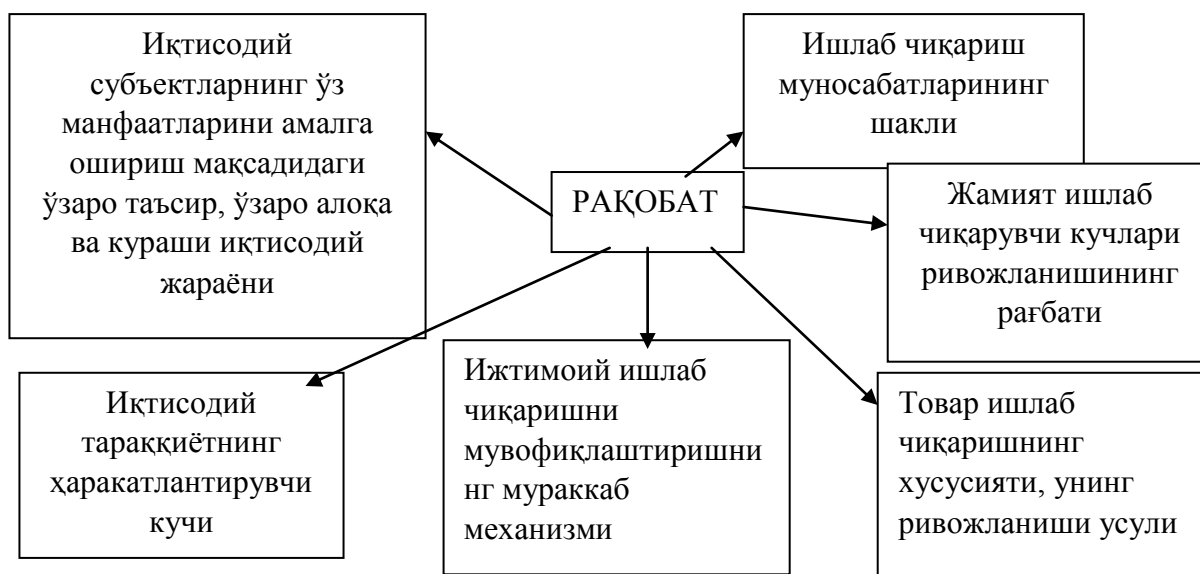 Иқтисодий
субъектларнинг ўз
манфаатларини амалга
ошириш мақсадидаги
ўзаро таъсир, ўзаро алоқа
ва кураши иқтисодий
жараёни
Ишлаб чиқариш
муносабатларининг
шакли
РАҚОБАТ
Жамият ишлаб
чиқарувчи кучлари
ривожланишининг
рағбати
Иқтисодий
тараққиётнинг
ҳаракатлантирувчи
кучи
Ижтимоий ишлаб
чиқаришни
мувофиқлаштиришни
нг мураккаб
механизми
Товар ишлаб
чиқаришнинг
хусусияти, унинг
ривожланиши усули